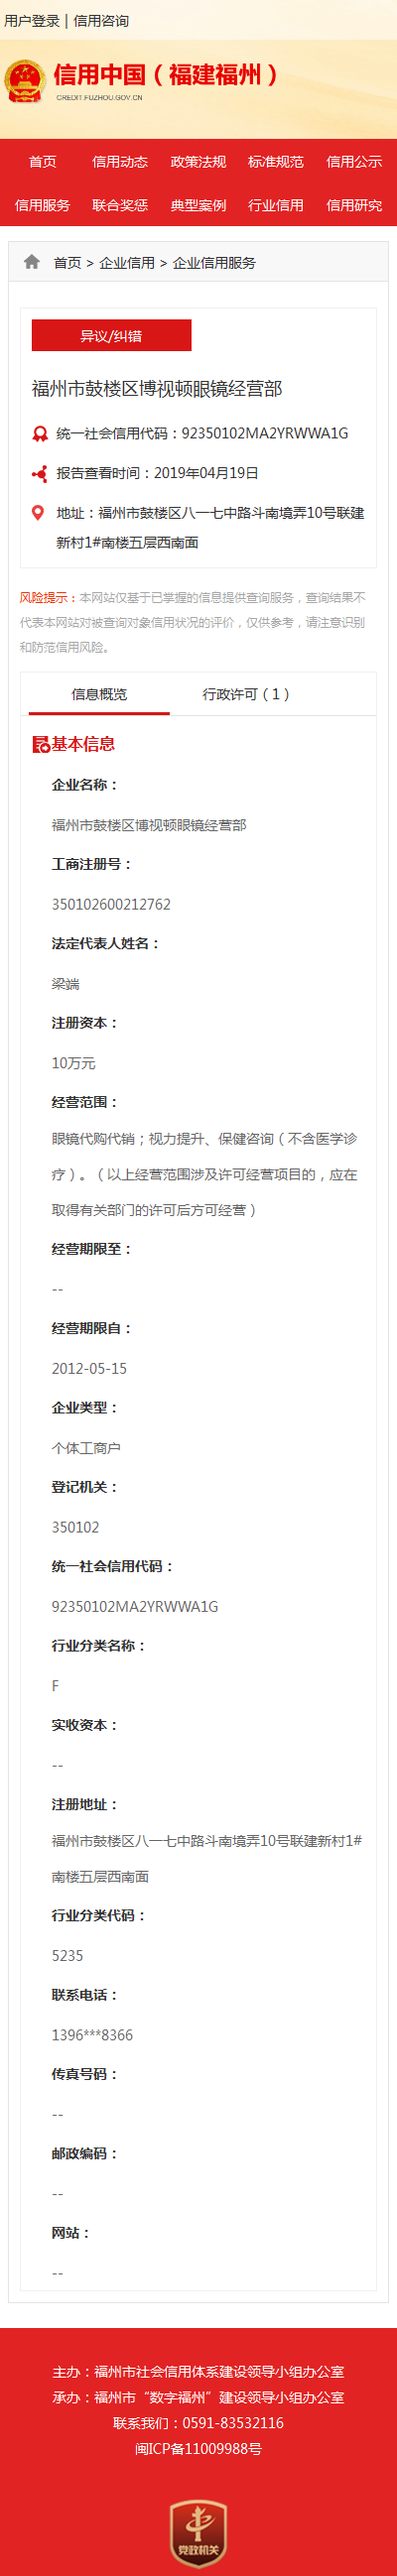 用户登录 | 信用咨询
信用中国（福建福州）
CREDIT.FUZHOU.GOV.CN
首页 信用动态 政策法规 标准规范 信用公示
信用服务 联合奖惩 典型案例 行业信用 信用研究
首页 > 企业信用 > 企业信用服务
异议/纠错
福州市鼓楼区博视顿眼镜经营部
统一社会信用代码：92350102MA2YRWWA1G
报告查看时间：2019年04月19日
地址：福州市鼓楼区八一七中路斗南境弄10号联建
新村1#南楼五层西南面
风险提示：本网站仅基于已掌握的信息提供查询服务，查询结果不
代表本网站对被查询对象信用状况的评价，仅供参考，请注意识别
和防范信用风险。
信息概览 行政许可（1）
基本信息
企业名称：
福州市鼓楼区博视顿眼镜经营部
工商注册号：
350102600212762
法定代表人姓名：
梁端
注册资本：
10万元
经营范围：
眼镜代购代销；视力提升、保健咨询（不含医学诊
疗）。（以上经营范围涉及许可经营项目的，应在
取得有关部门的许可后方可经营）
经营期限至：
--
经营期限自：
2012-05-15
企业类型：
个体工商户
登记机关：
350102
统一社会信用代码：
92350102MA2YRWWA1G
行业分类名称：
F
实收资本：
--
注册地址：
福州市鼓楼区八一七中路斗南境弄10号联建新村1#
南楼五层西南面
行业分类代码：
5235
联系电话：
1396***8366
传真号码：
--
邮政编码：
--
网站：
--
主办：福州市社会信用体系建设领导小组办公室
承办：福州市“数字福州”建设领导小组办公室
联系我们：0591-83532116
闽ICP备11009988号
党政机关